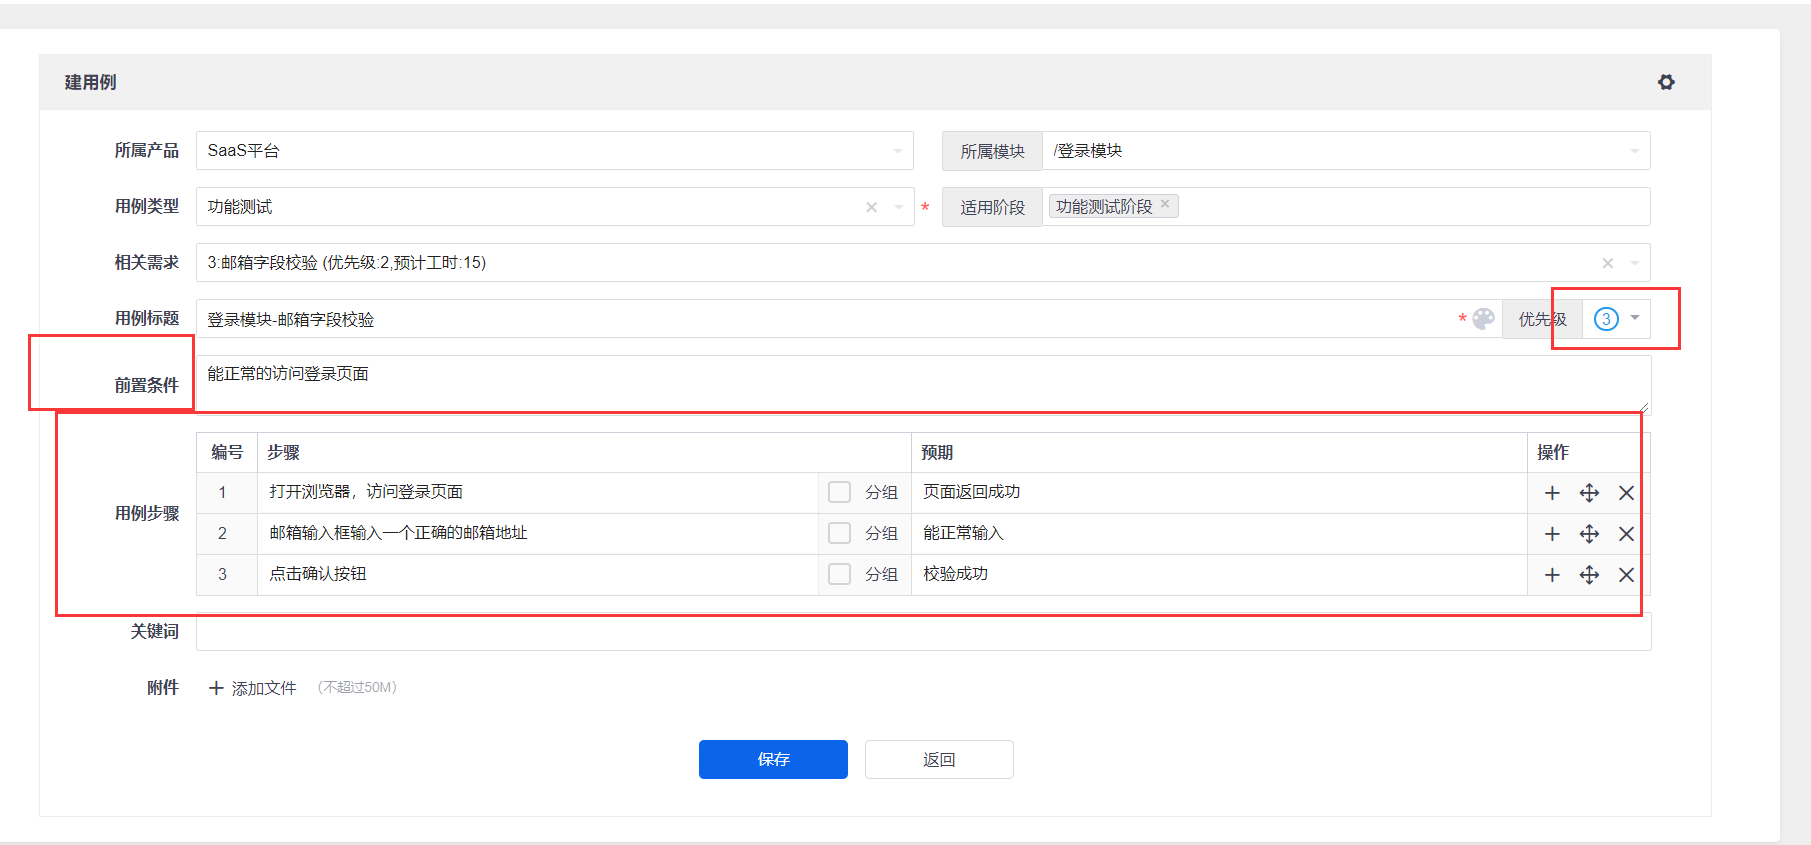 建用例
所属产品 SaaS平台 所属模块 /登录模块
用例类型 功能测试 * 适用阶段 功能测试阶段 ×
相关需求 3:邮箱字段校验 (优先级:2,预计工时:15)
用例标题 登录模块-邮箱字段校验 * 优先级 3
前置条件 能正常的访问登录页面
用例步骤
编号 步骤 预期 操作
1 打开浏览器，访问登录页面 分组 页面返回成功
2 邮箱输入框输入一个正确的邮箱地址 分组 能正常输入
3 点击确认按钮 分组 校验成功
关键词
附件 + 添加文件 （不超过50M）
保存 返回